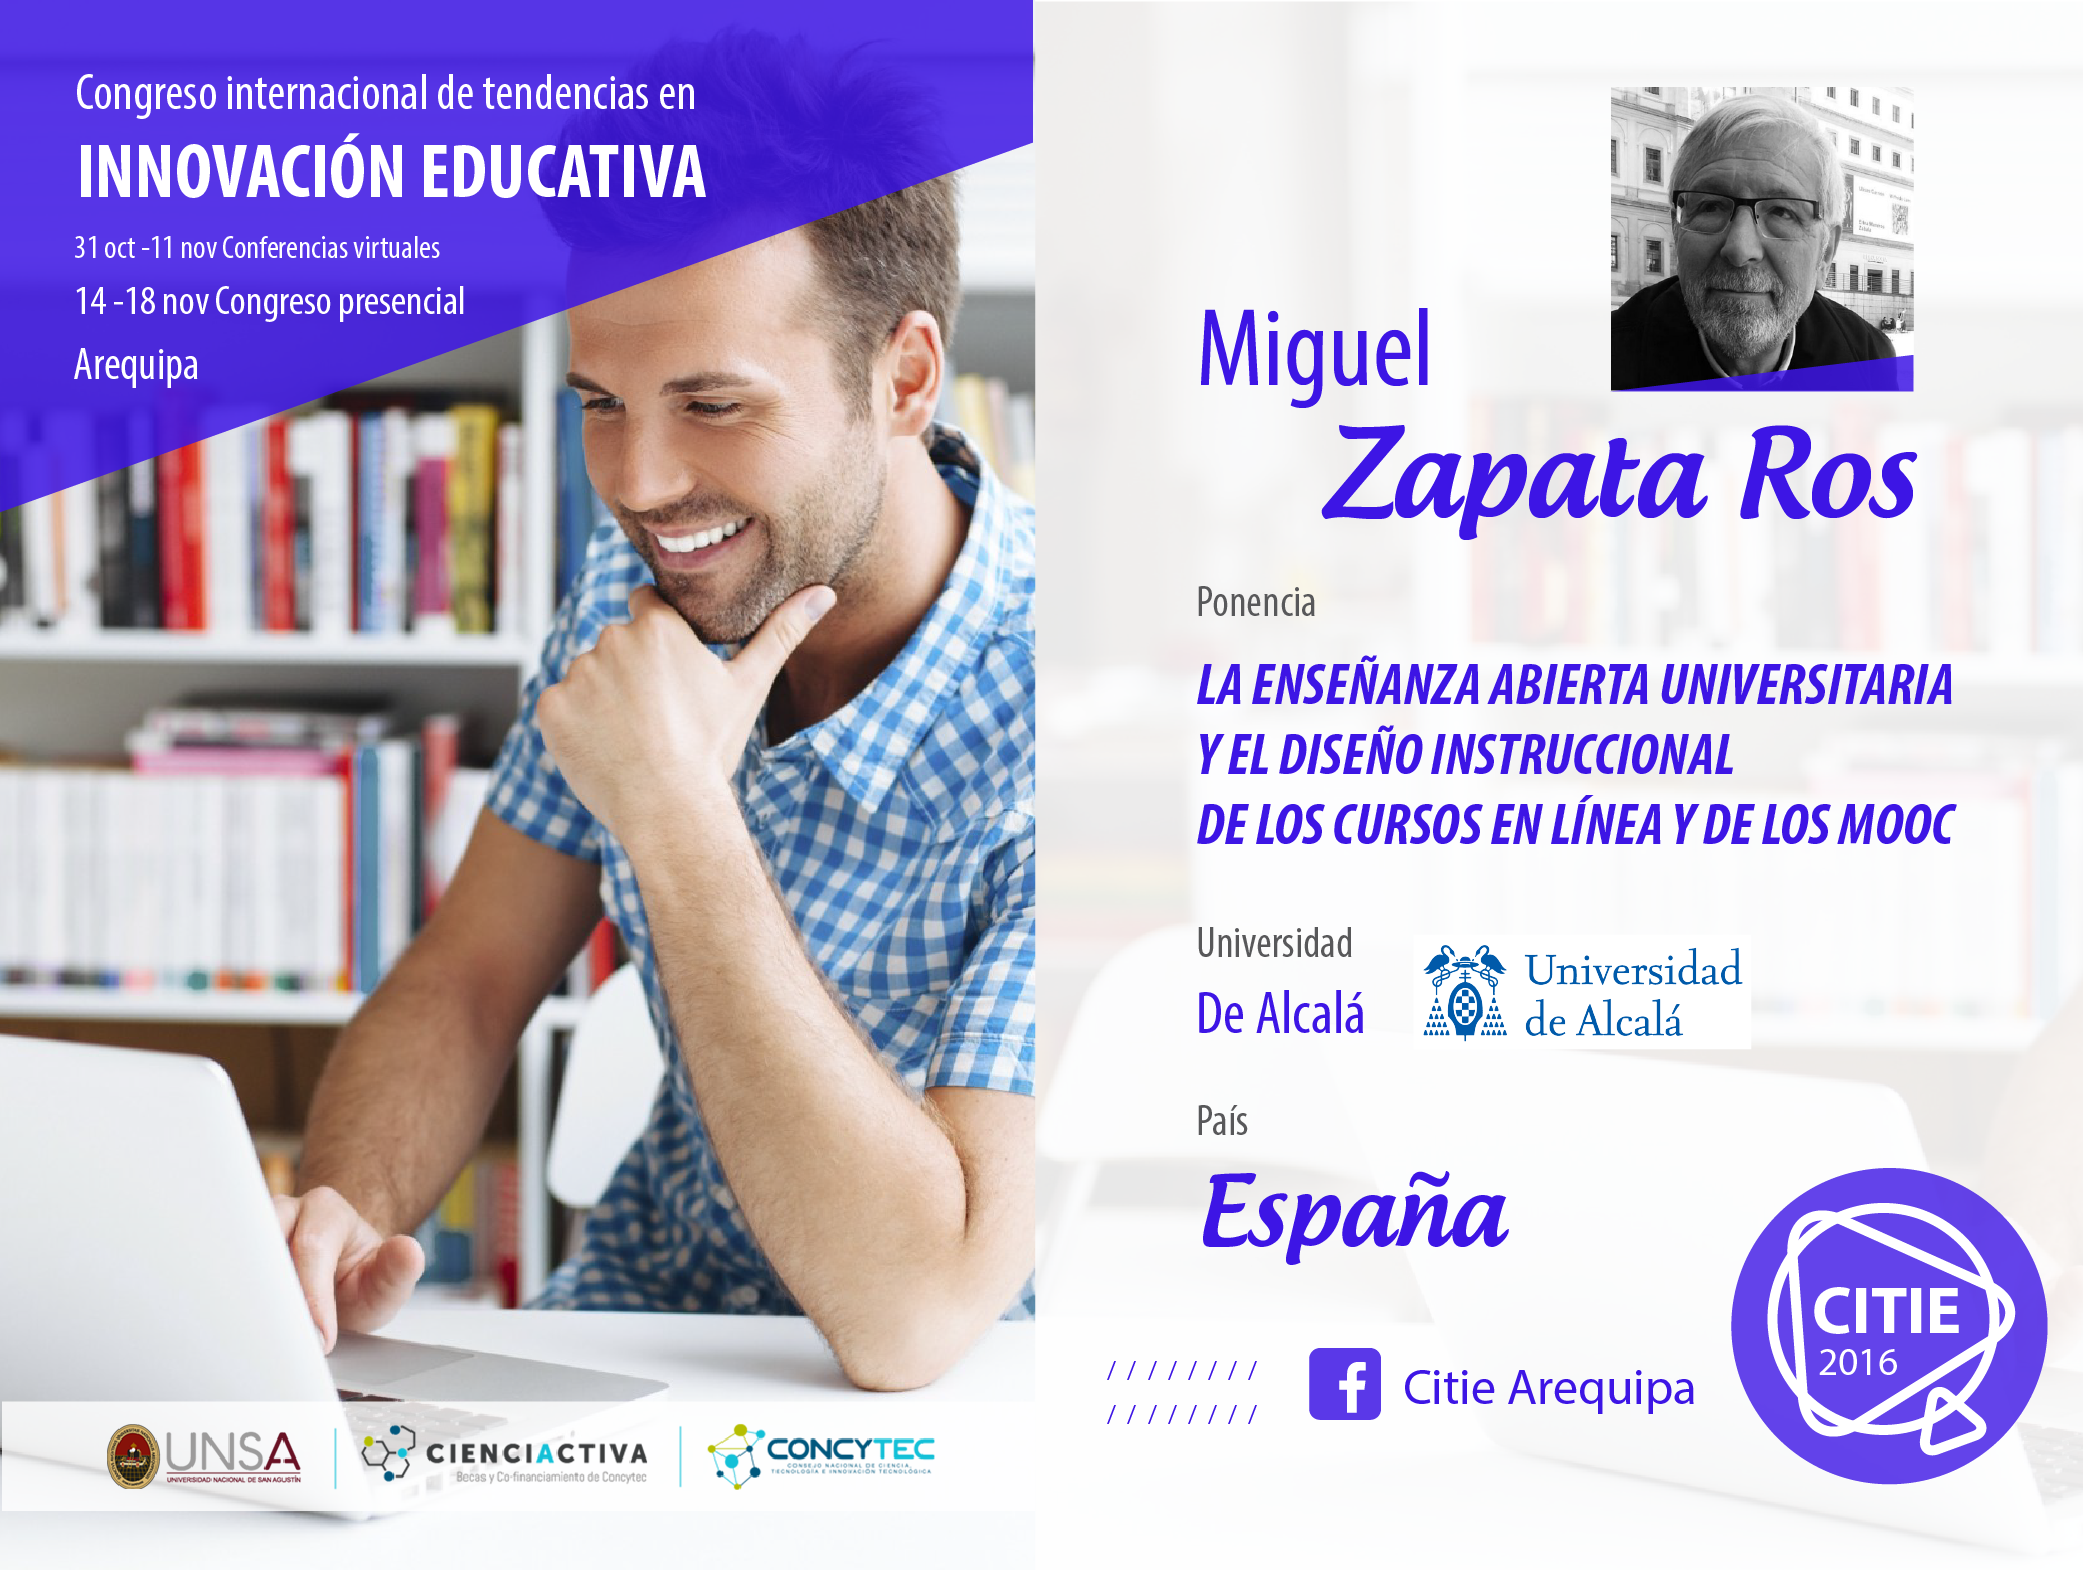 Congreso internacional de tendencias en
INNOVACIÓN EDUCATIVA
31 oct -11 nov Conferencias virtuales
14 -18 nov Congreso presencial
Arequipa
Miguel
Zapata Ros
Ponencia
LA ENSEÑANZA ABIERTA UNIVERSITARIA
Y EL DISEÑO INSTRUCCIONAL
DE LOS CURSOS EN LÍNEA Y DE LOS MOOC
Universidad
De Alcalá
Universidad
de Alcalá
País
España
CITIE
2016
/ / / / / / / /
/ / / / / / / /
Citie Arequipa
UNSA
UNIVERSIDAD NACIONAL DE SAN AGUSTÍN
CIENCIACTIVA
Becas y Co-financiamiento de Concytec
CONCYTEC
CONSEJO NACIONAL DE CIENCIA,
TECNOLOGÍA E INNOVACIÓN TECNOLÓGICA